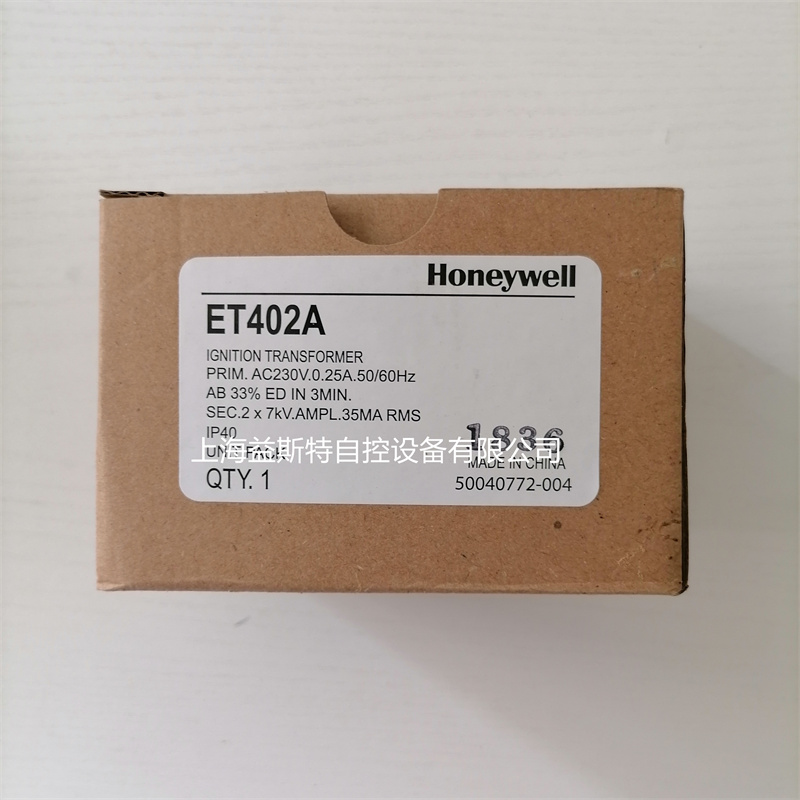 Honeywell
ET402A
IGNITION TRANSFORMER
PRIM. AC230V.0.25A.50/60Hz
AB 33% ED IN 3MIN.
SEC.2 x 7kV.AMPL.35MA RMS
IP40
1836
上海益斯特自控设备有限公司
MADE IN CHINA
QTY. 1
50040772-004